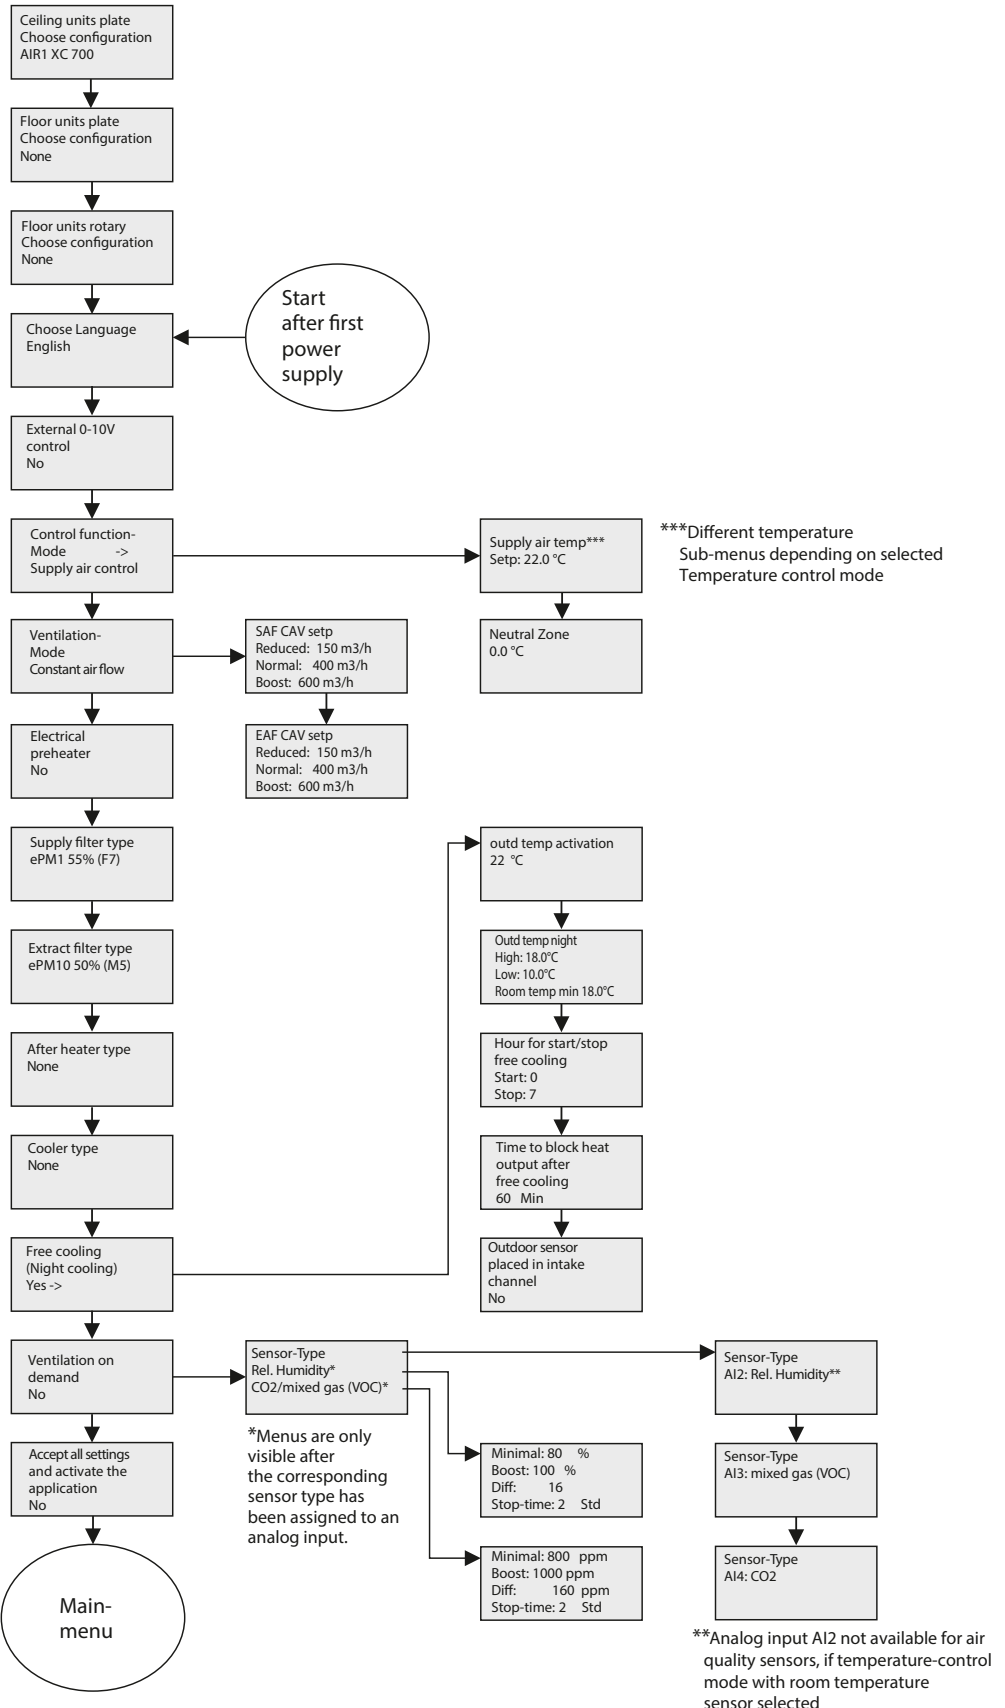 Ceiling units plate
Choose configuration
AIR1 XC 700
Floor units plate
Choose configuration
None
Floor units rotary
Choose configuration
None
Start
after first
power
supply
Choose Language
English
External 0-10V
control
No
Control function-
Mode ->
Supply air control
Supply air temp***
Setp: 22.0 °C
***Different temperature
Sub-menus depending on selected
Temperature control mode
Neutral Zone
0.0 °C
Ventilation-
Mode
Constant air flow
SAF CAV setp
Reduced: 150 m3/h
Normal: 400 m3/h
Boost: 600 m3/h
EAF CAV setp
Reduced: 150 m3/h
Normal: 400 m3/h
Boost: 600 m3/h
Electrical
preheater
No
Supply filter type
ePM1 55% (F7)
Extract filter type
ePM10 50% (M5)
After heater type
None
Cooler type
None
Free cooling
(Night cooling)
Yes ->
outd temp activation
22 °C
Outd temp night
High: 18.0°C
Low: 10.0°C
Room temp min 18.0°C
Hour for start/stop
free cooling
Start: 0
Stop: 7
Time to block heat
output after
free cooling
60 Min
Outdoor sensor
placed in intake
channel
No
Ventilation on
demand
No
Sensor-Type
Rel. Humidity*
CO2/mixed gas (VOC)*
*Menus are only
visible after
the corresponding
sensor type has
been assigned to an
analog input.
Minimal: 80 %
Boost: 100 %
Diff: 16
Stop-time: 2 Std
Minimal: 800 ppm
Boost: 1000 ppm
Diff: 160 ppm
Stop-time: 2 Std
Sensor-Type
AI2: Rel. Humidity**
Sensor-Type
AI3: mixed gas (VOC)
Sensor-Type
AI4: CO2
**Analog input AI2 not available for air
quality sensors, if temperature-control
mode with room temperature
sensor selected
Accept all settings
and activate the
application
No
Main-
menu